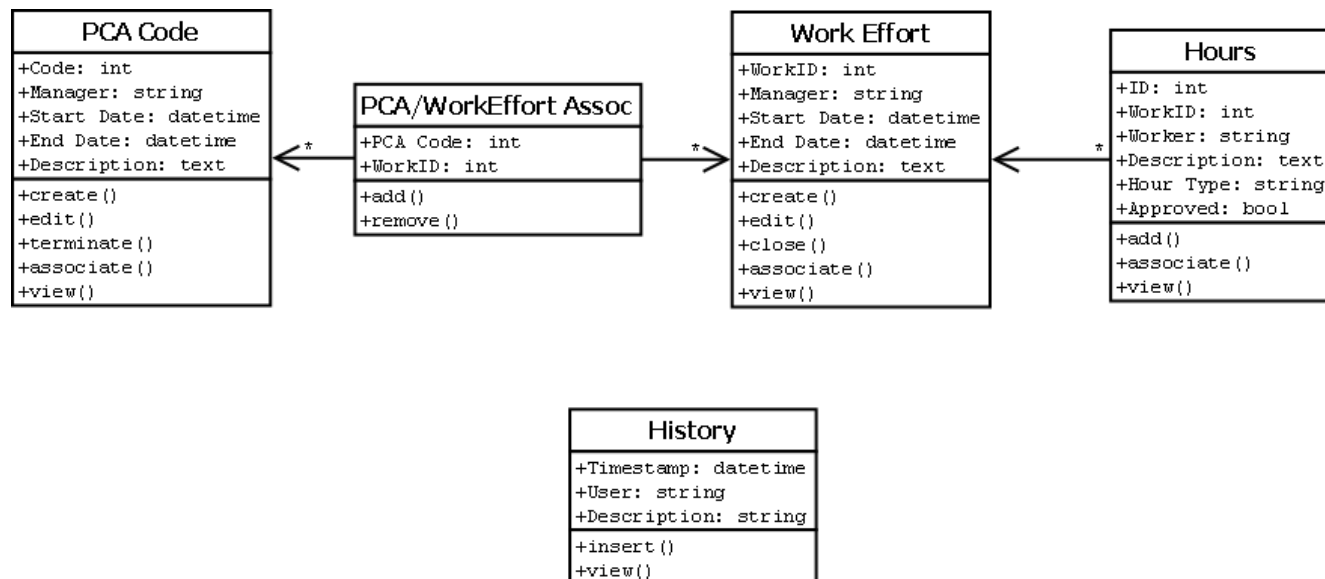 PCA Code
+Code: int
+Manager: string
+Start Date: datetime
+End Date: datetime
+Description: text
+create()
+edit()
+terminate()
+associate()
+view()
*
PCA/WorkEffort Assoc
+PCA Code: int
+WorkID: int
+add()
+remove()
*
Work Effort
+WorkID: int
+Manager: string
+Start Date: datetime
+End Date: datetime
+Description: text
+create()
+edit()
+close()
+associate()
+view()
*
Hours
+ID: int
+WorkID: int
+Worker: string
+Description: text
+Hour Type: string
+Approved: bool
+add()
+associate()
+view()
History
+Timestamp: datetime
+User: string
+Description: string
+insert()
+view()